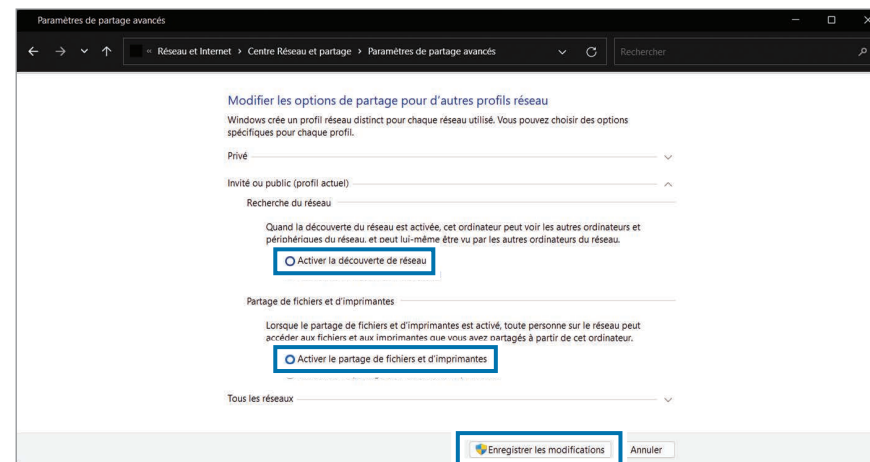 Paramètres de partage avancés
« Réseau et Internet > Centre Réseau et partage > Paramètres de partage avancés
Rechercher
Modifier les options de partage pour d'autres profils réseau
Windows crée un profil réseau distinct pour chaque réseau utilisé. Vous pouvez choisir des options
spécifiques pour chaque profil.
Privé
Invité ou public (profil actuel)
Recherche du réseau
Quand la découverte du réseau est activée, cet ordinateur peut voir les autres ordinateurs et
périphériques du réseau, et peut lui-même être vu par les autres ordinateurs du réseau.
Activer la découverte de réseau
Partage de fichiers et d'imprimantes
Lorsque le partage de fichiers et d'imprimantes est activé, toute personne sur le réseau peut
accéder aux fichiers et aux imprimantes que vous avez partagés à partir de cet ordinateur.
Activer le partage de fichiers et d'imprimantes
Tous les réseaux
Enregistrer les modifications
Annuler